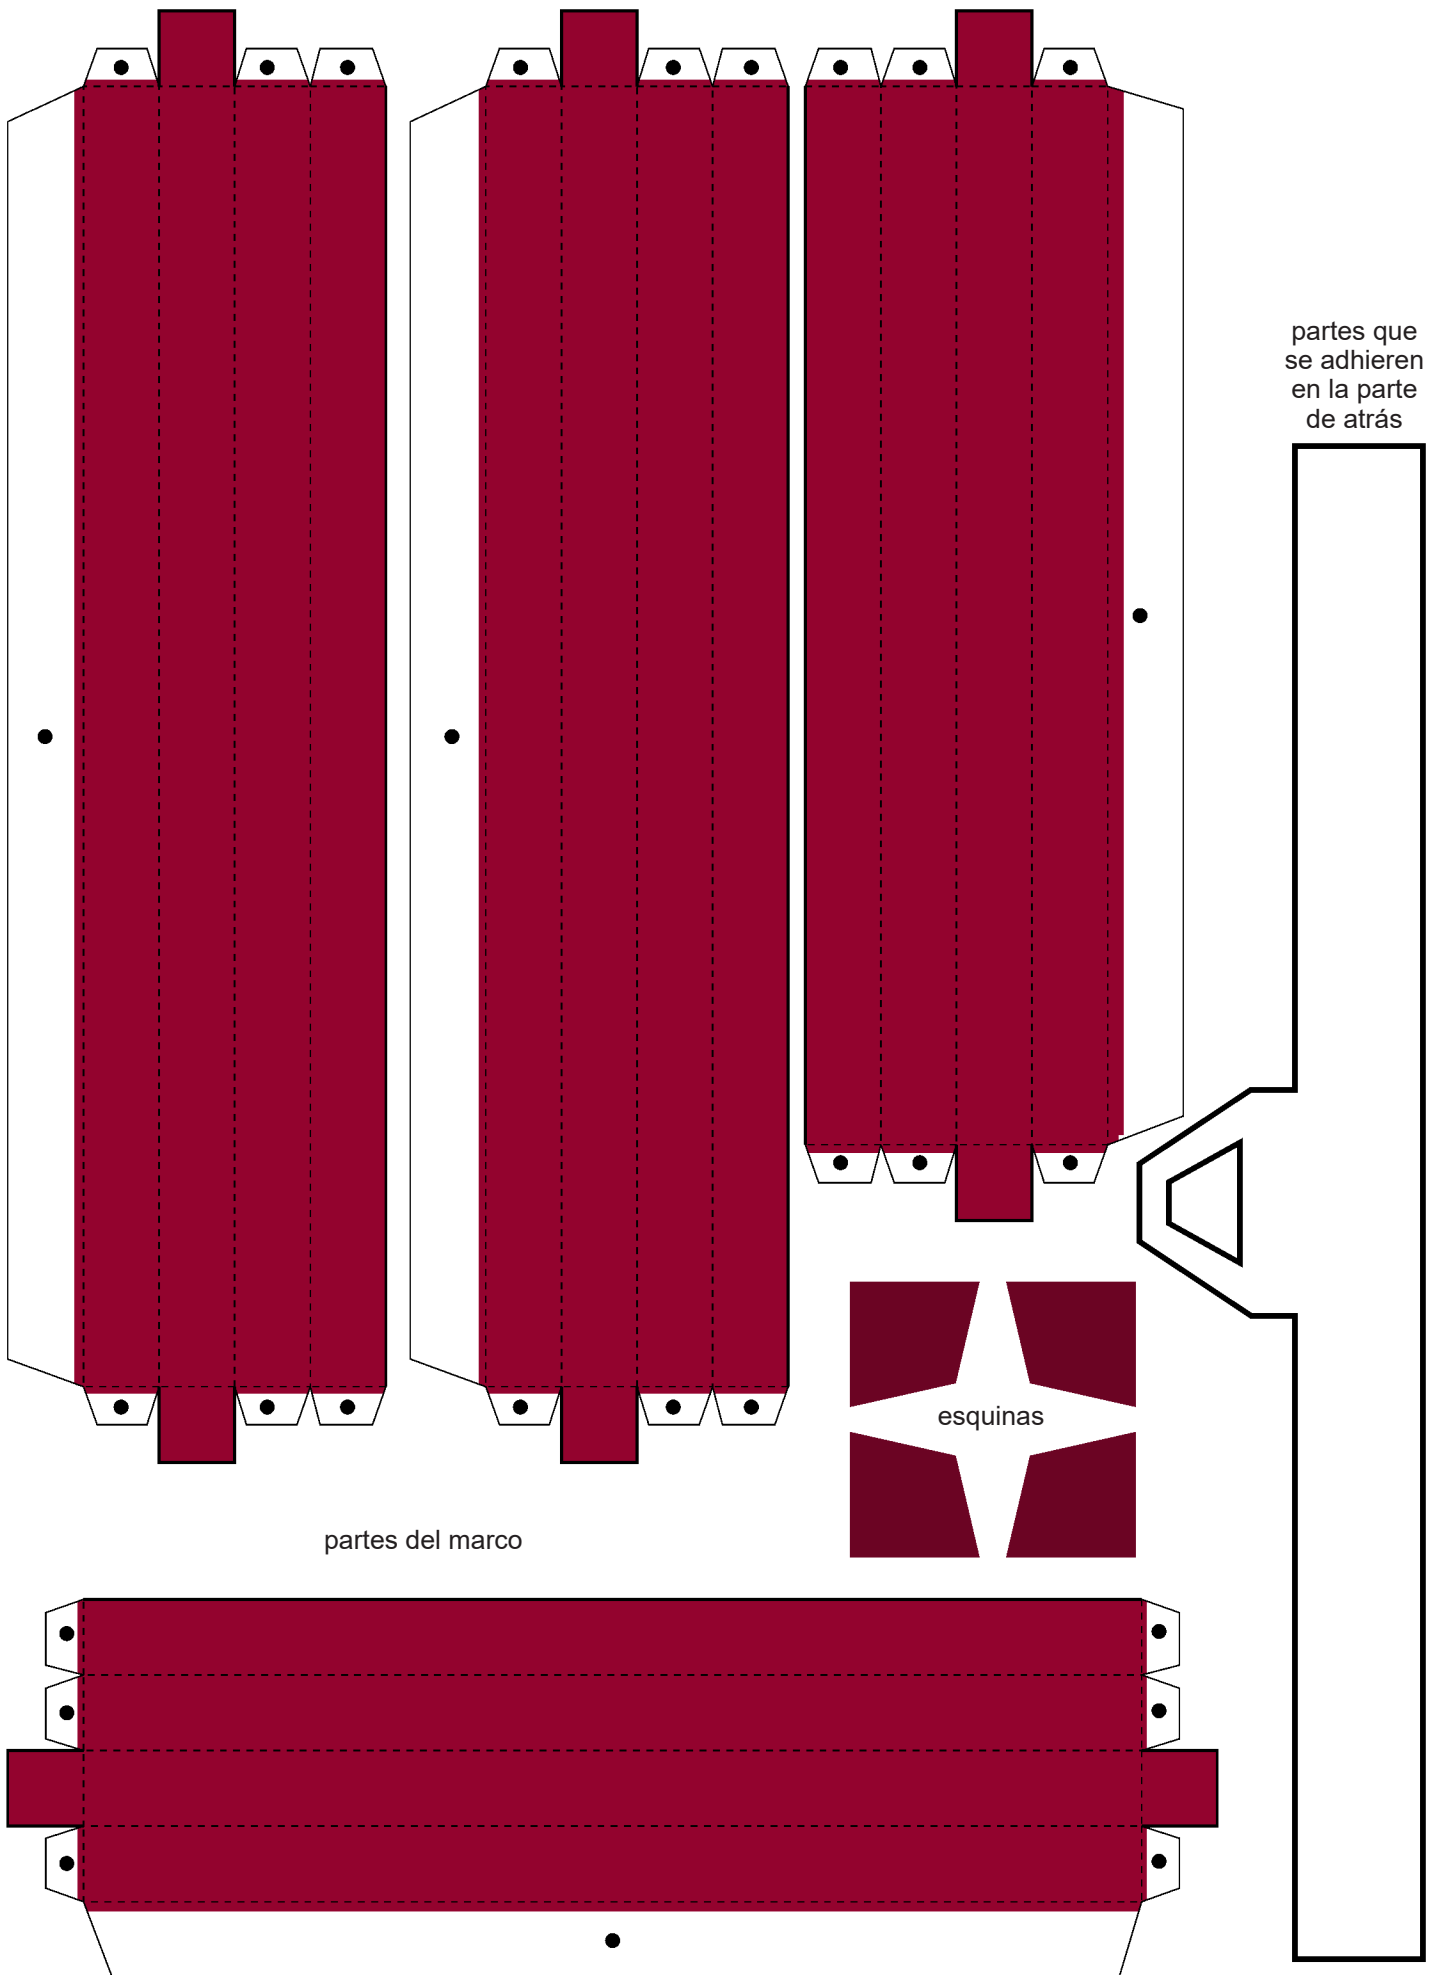 partes que
se adhieren
en la parte
de atrás
esquinas
partes del marco